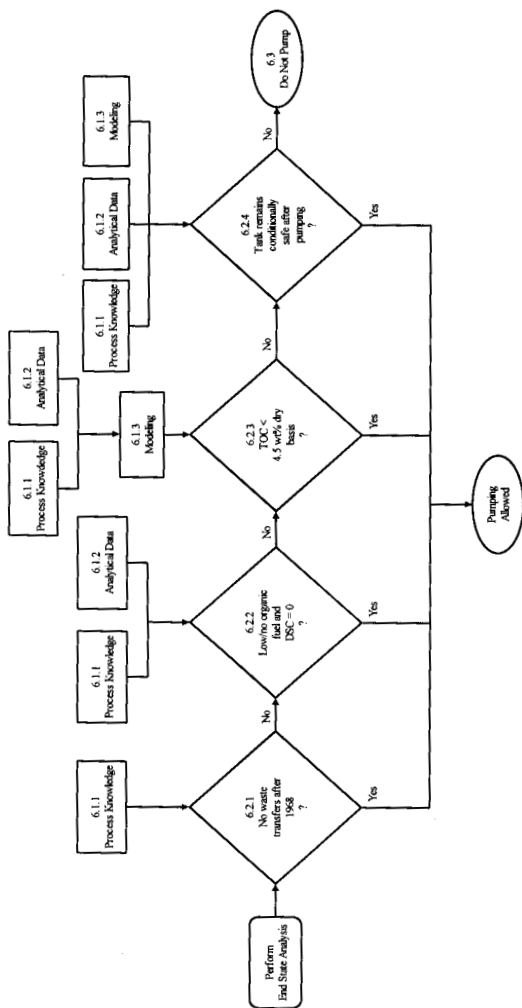 Perform
End State Analysis
6.1.1
Process Knowledge
6.2.1
No waste
transfers after
1968
?
No
Yes
6.1.1
Process Knowledge
6.1.2
Analytical Data
6.2.2
Low/no organic
fuel and
DSC = 0
?
No
Yes
6.1.1
Process Knowdedge
6.1.2
Analytical Data
6.1.3
Modeling
6.2.3
TOC <
4.5 wt% dry
basis
?
No
Yes
6.1.1
Process Knowledge
6.1.2
Analytical Data
6.1.3
Modeling
6.2.4
Tank remains
conditionally
safe after
pumping
?
No
Yes
6.3
Do Not Pump
Pumping
Allowed